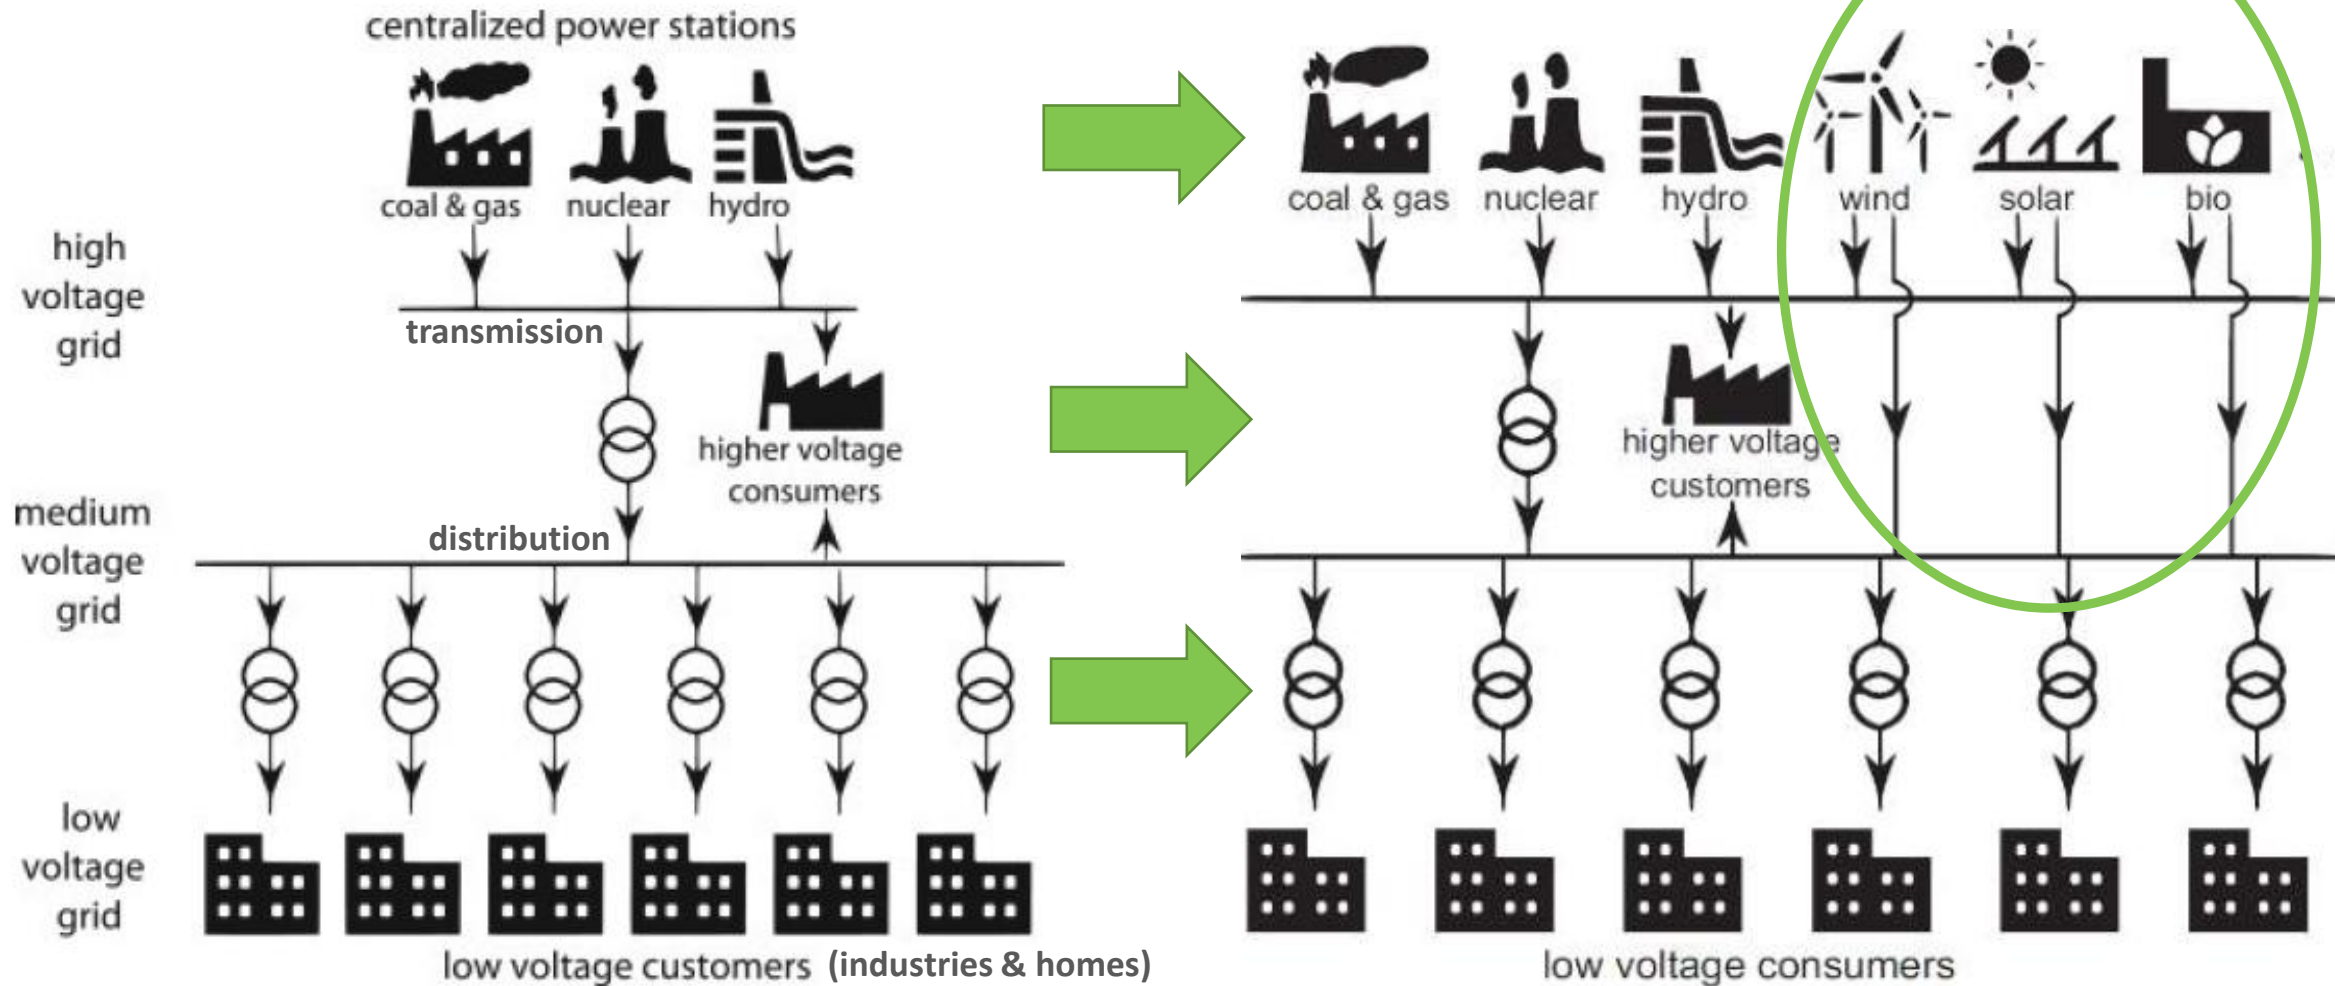 centralized power stations
coal & gas
nuclear
hydro
high
voltage
grid
transmission
higher voltage
consumers
medium
voltage
grid
distribution
low
voltage
grid
low voltage customers (industries & homes)
coal & gas
nuclear
hydro
wind
solar
bio
higher voltage
customers
low voltage consumers